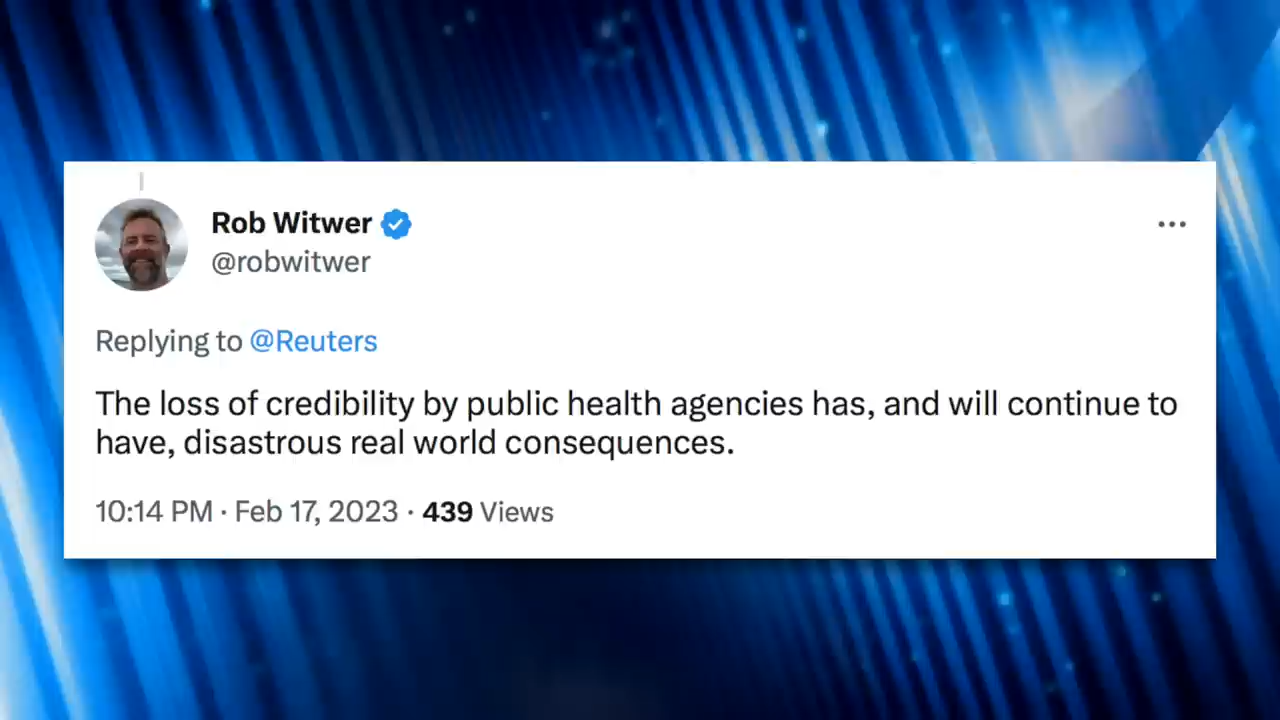 Rob Witwer
@robwitwer
Replying to @Reuters
The loss of credibility by public health agencies has, and will continue to
have, disastrous real world consequences.
10:14 PM · Feb 17, 2023 · 439 Views